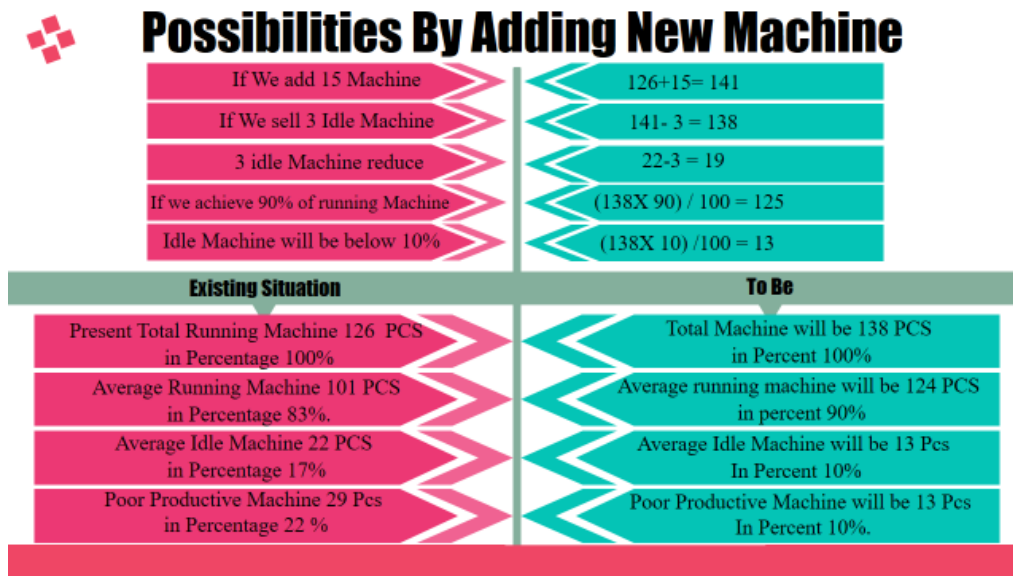 Possibilities By Adding New Machine
If We add 15 Machine
126+15= 141
If We sell 3 Idle Machine
141- 3 = 138
3 idle Machine reduce
22-3 = 19
If we achieve 90% of running Machine
(138X 90) / 100 = 125
Idle Machine will be below 10%
(138X 10) /100 = 13
Existing Situation
To Be
Present Total Running Machine 126 PCS
in Percentage 100%
Total Machine will be 138 PCS
in Percent 100%
Average Running Machine 101 PCS
in Percentage 83%.
Average running machine will be 124 PCS
in percent 90%
Average Idle Machine 22 PCS
in Percentage 17%
Average Idle Machine will be 13 Pcs
In Percent 10%
Poor Productive Machine 29 Pcs
in Percentage 22 %
Poor Productive Machine will be 13 Pcs
In Percent 10%.